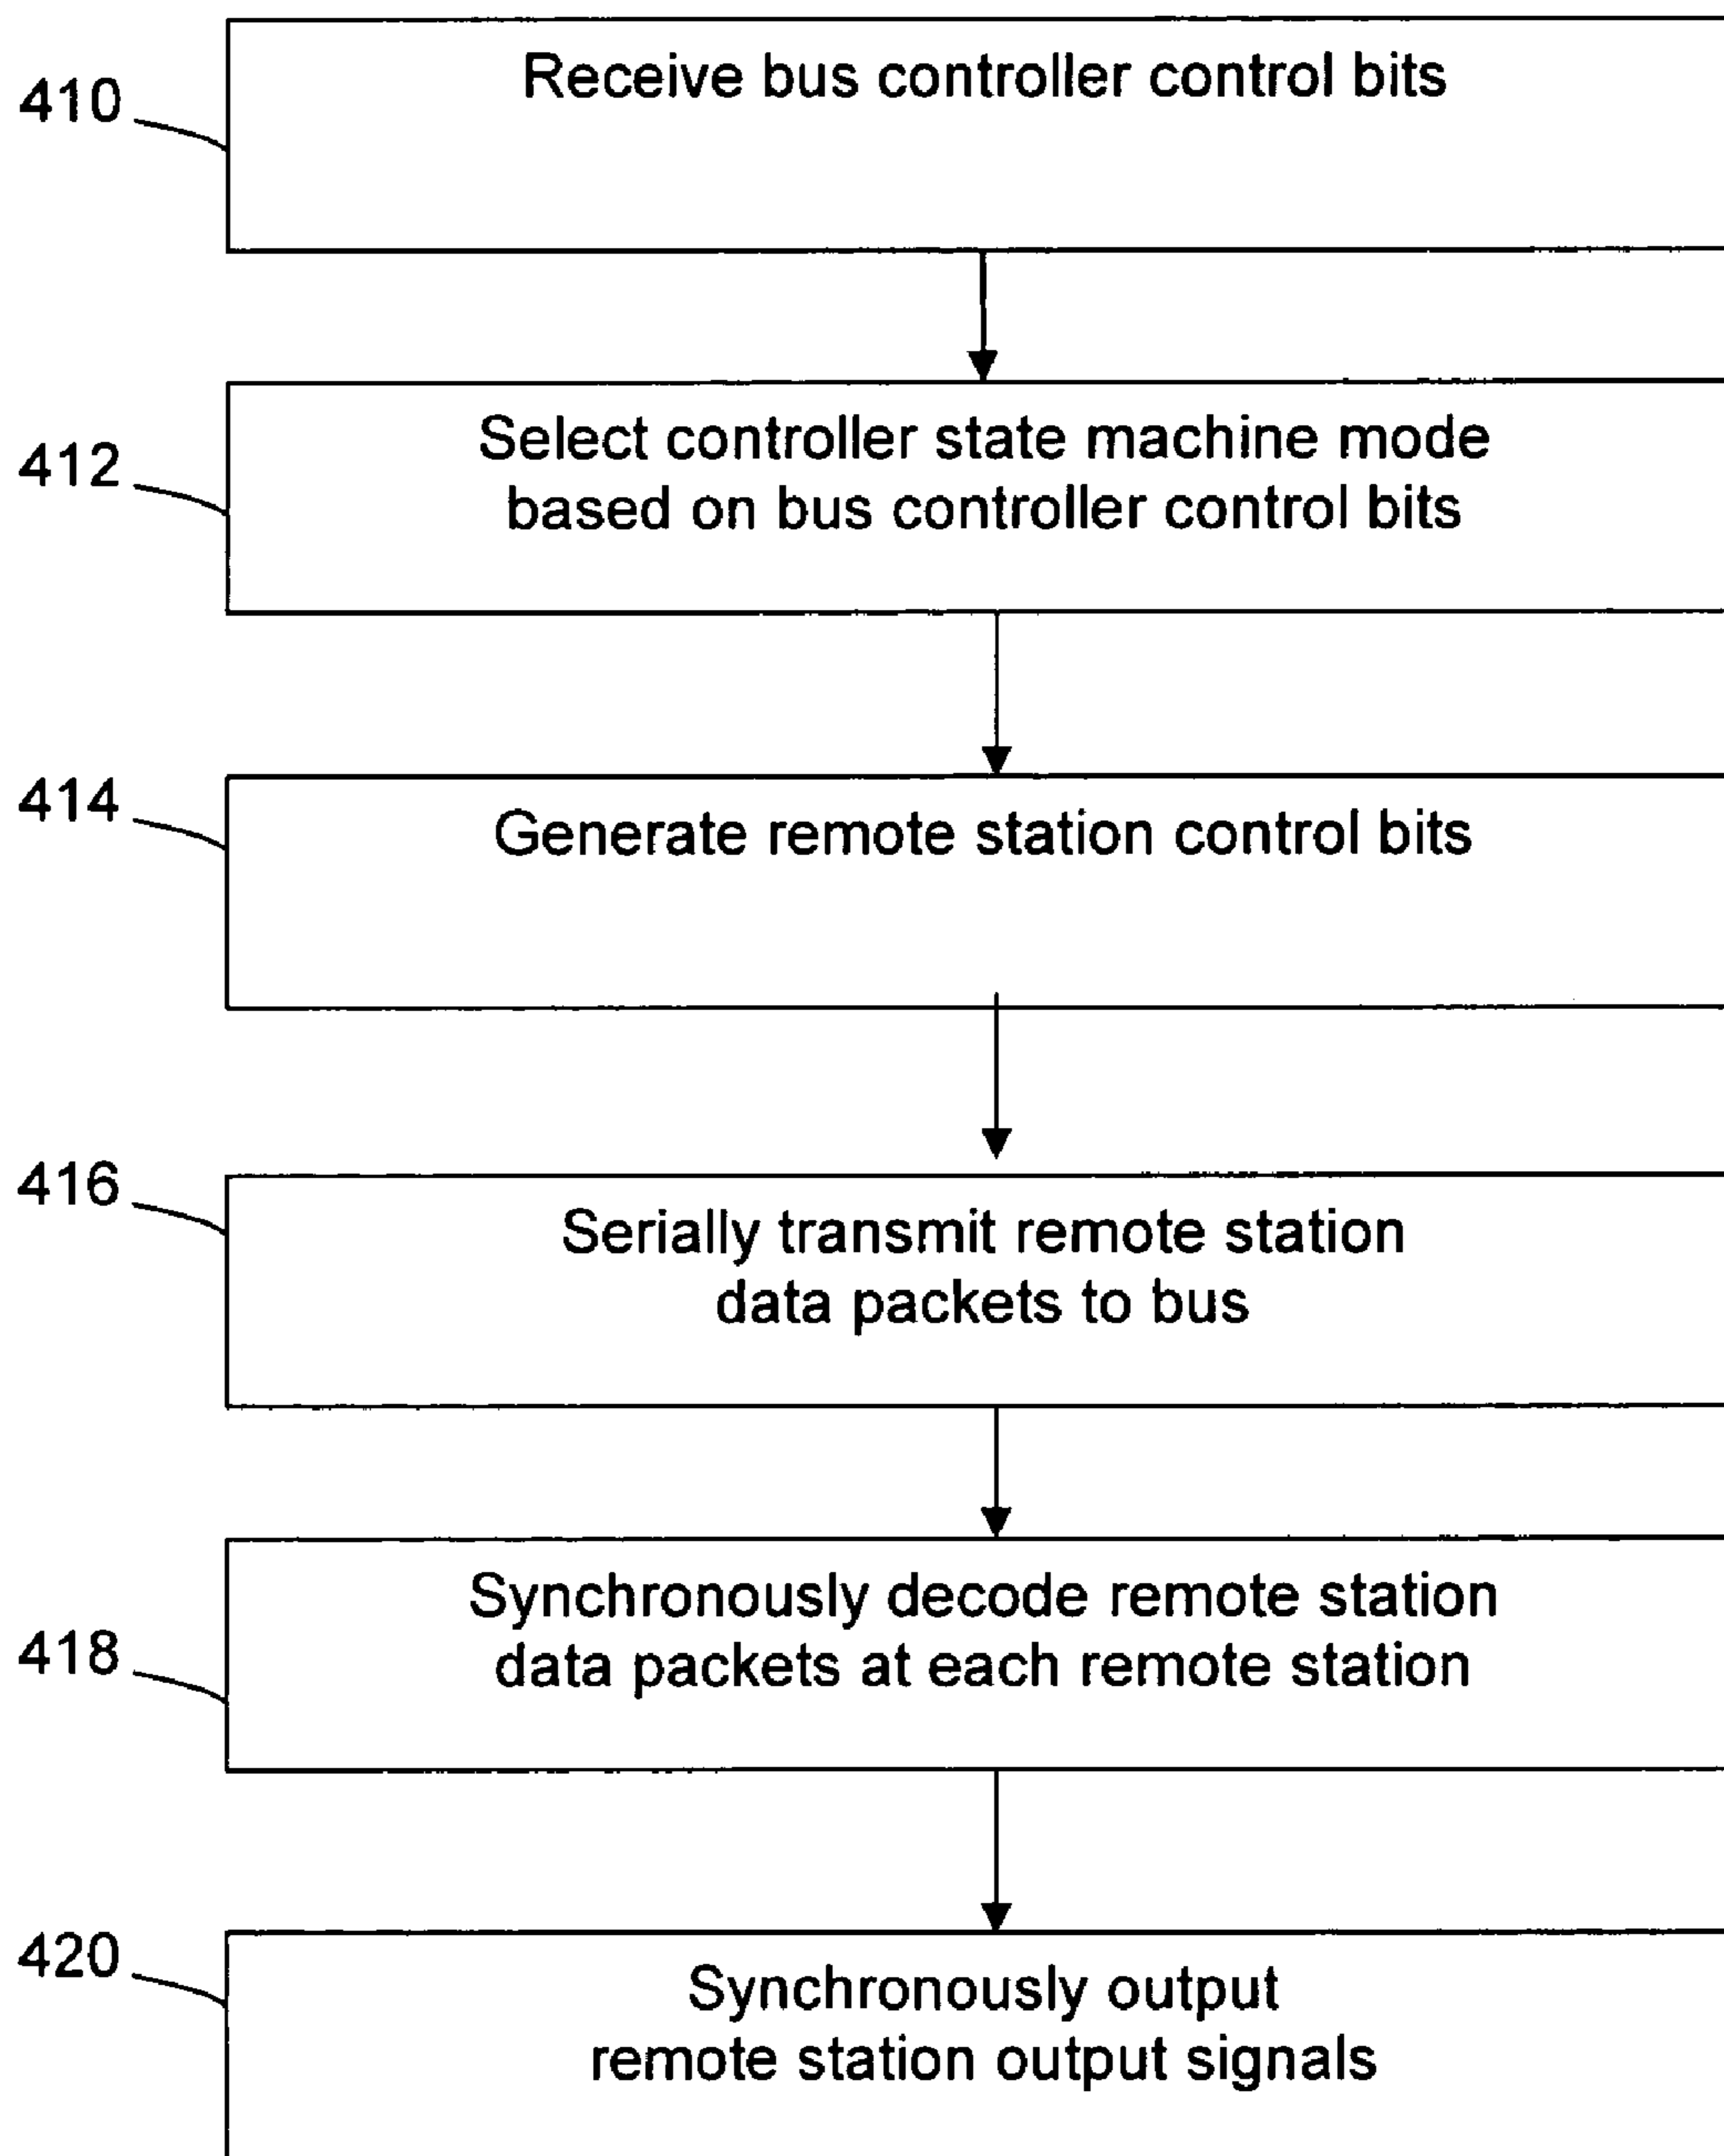 410
Receive bus controller control bits
412
Select controller state machine mode
based on bus controller control bits
414
Generate remote station control bits
416
Serially transmit remote station
data packets to bus
418
Synchronously decode remote station
data packets at each remote station
420
Synchronously output
remote station output signals